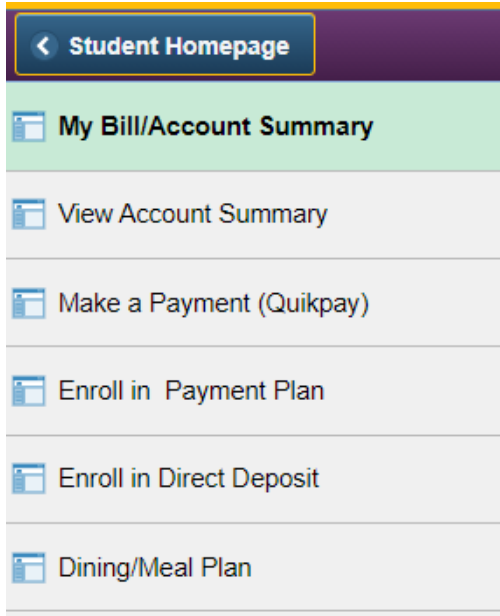 Student Homepage
My Bill/Account Summary
View Account Summary
Make a Payment (Quikpay)
Enroll in  Payment Plan
Enroll in Direct Deposit
Dining/Meal Plan